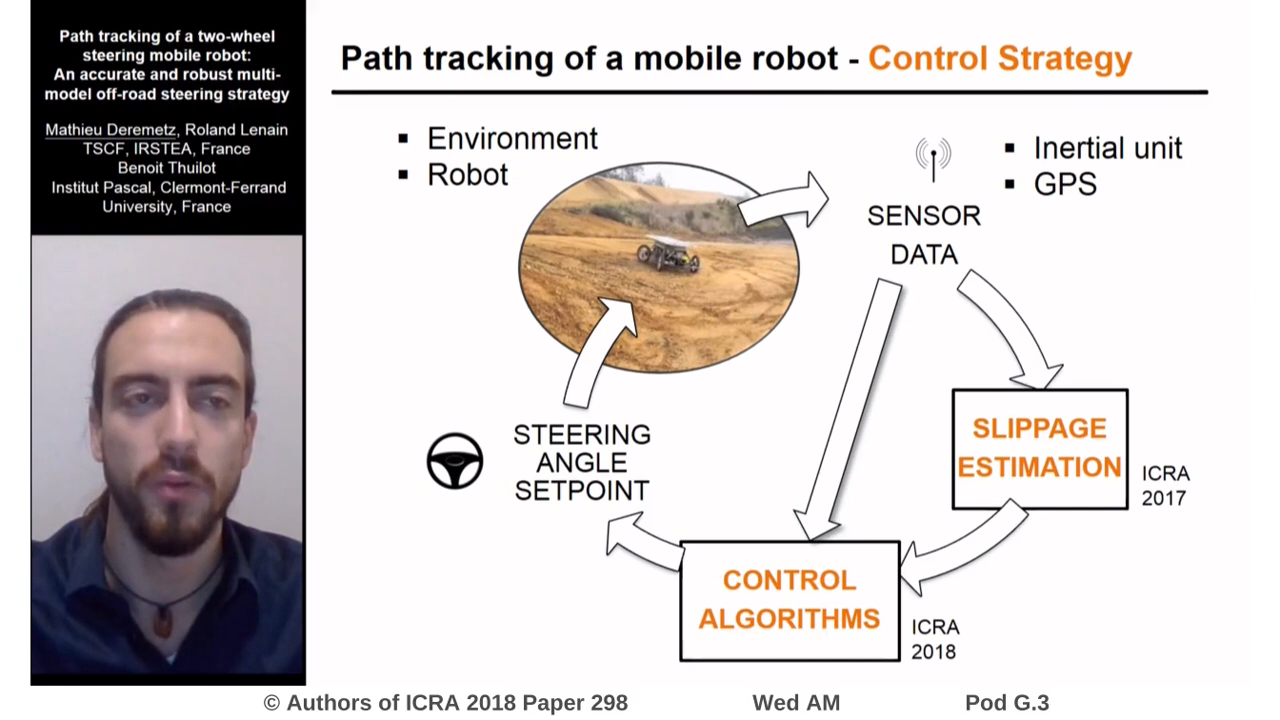 Path tracking of a two-wheel
steering mobile robot:
An accurate and robust multi-
model off-road steering strategy
Mathieu Deremetz, Roland Lenain
TSCF, IRSTEA, France
Benoit Thuilot
Institut Pascal, Clermont-Ferrand
University, France
Path tracking of a mobile robot - Control Strategy
▪ Environment
▪ Robot
▪ Inertial unit
▪ GPS
SENSOR
DATA
SLIPPAGE
ESTIMATION
ICRA
2017
CONTROL
ALGORITHMS
ICRA
2018
STEERING
ANGLE
SETPOINT
© Authors of ICRA 2018 Paper 298 Wed AM Pod G.3